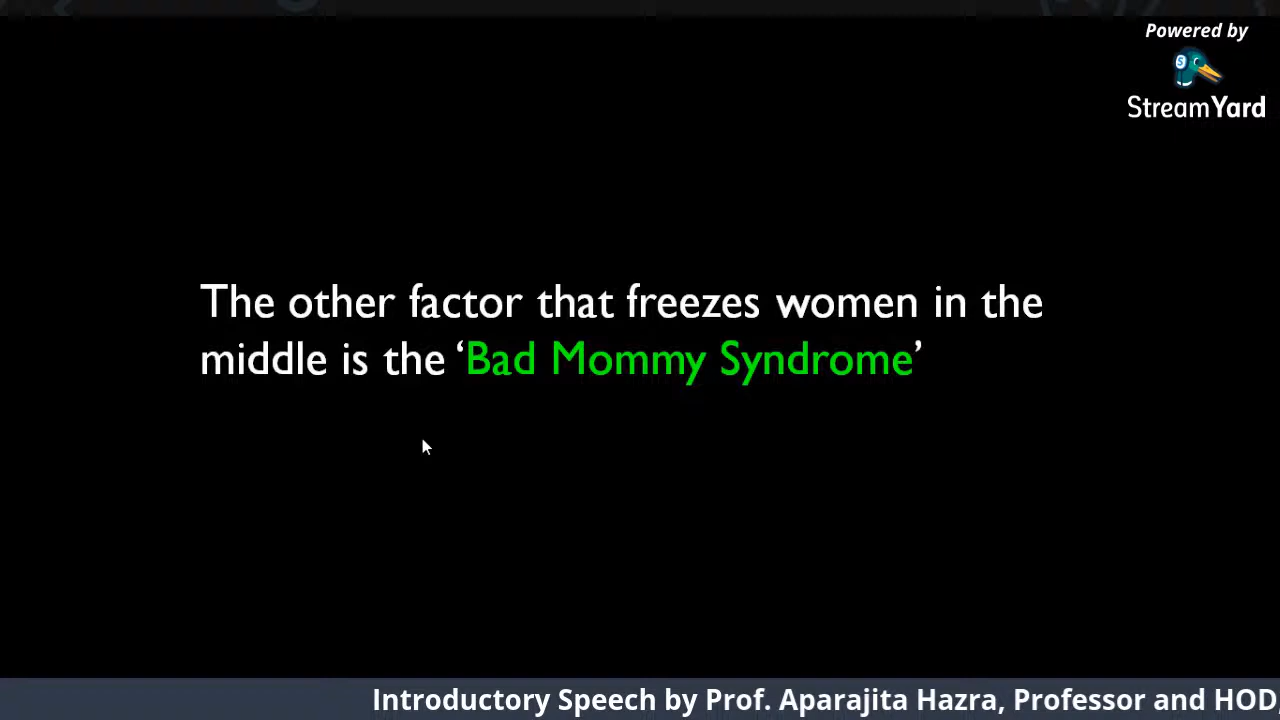 Powered by
StreamYard
The other factor that freezes women in the
middle is the ‘Bad Mommy Syndrome’
Introductory Speech by Prof. Aparajita Hazra, Professor and HOD